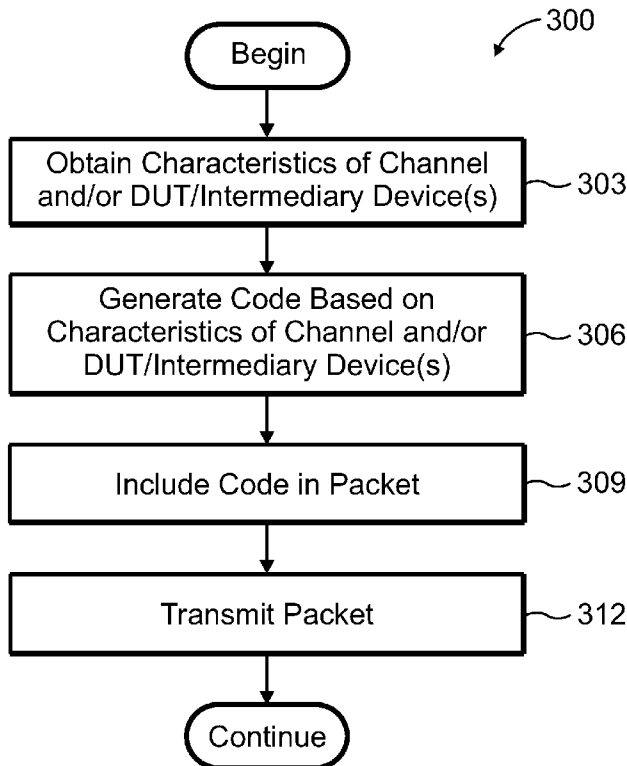 300
Begin
Obtain Characteristics of Channel
and/or DUT/Intermediary Device(s)
303
Generate Code Based on
Characteristics of Channel and/or
DUT/Intermediary Device(s)
306
Include Code in Packet
309
Transmit Packet
312
Continue